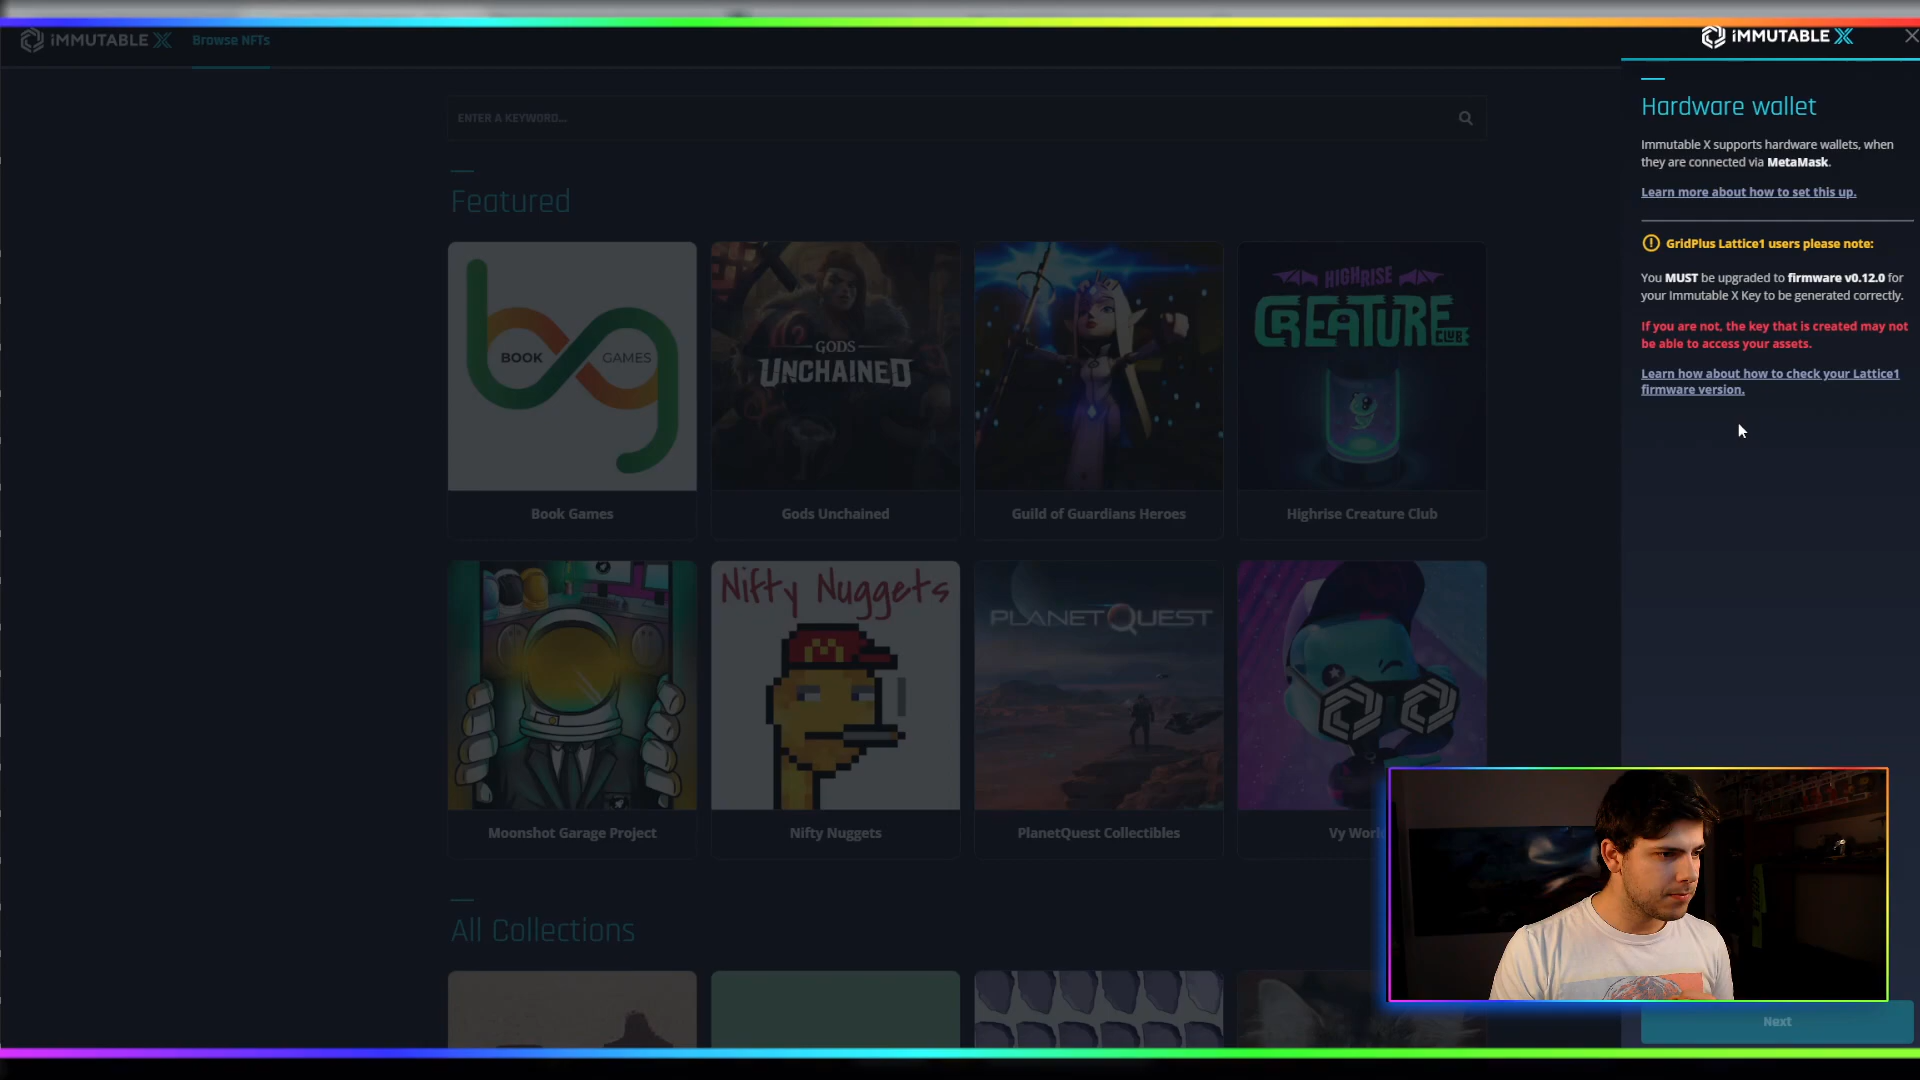 IMMUTABLE X
Browse NFTs
IMMUTABLE X
ENTER A KEYWORD...
Featured
BOOK GAMES
GODS
UNCHAINED
HIGHRISE
CREATURE
CLUB
Book Games
Gods Unchained
Guild of Guardians Heroes
Highrise Creature Club
Nifty Nuggets
PLANETQUEST
M
Moonshot Garage Project
Nifty Nuggets
PlanetQuest Collectibles
Vy Worl
All Collections
Hardware wallet
Immutable X supports hardware wallets, when
they are connected via MetaMask.
Learn more about how to set this up.
GridPlus Lattice1 users please note:
You MUST be upgraded to firmware v0.12.0 for
your Immutable X Key to be generated correctly.
If you are not, the key that is created may not
be able to access your assets.
Learn how about how to check your Lattice1
firmware version.
Next